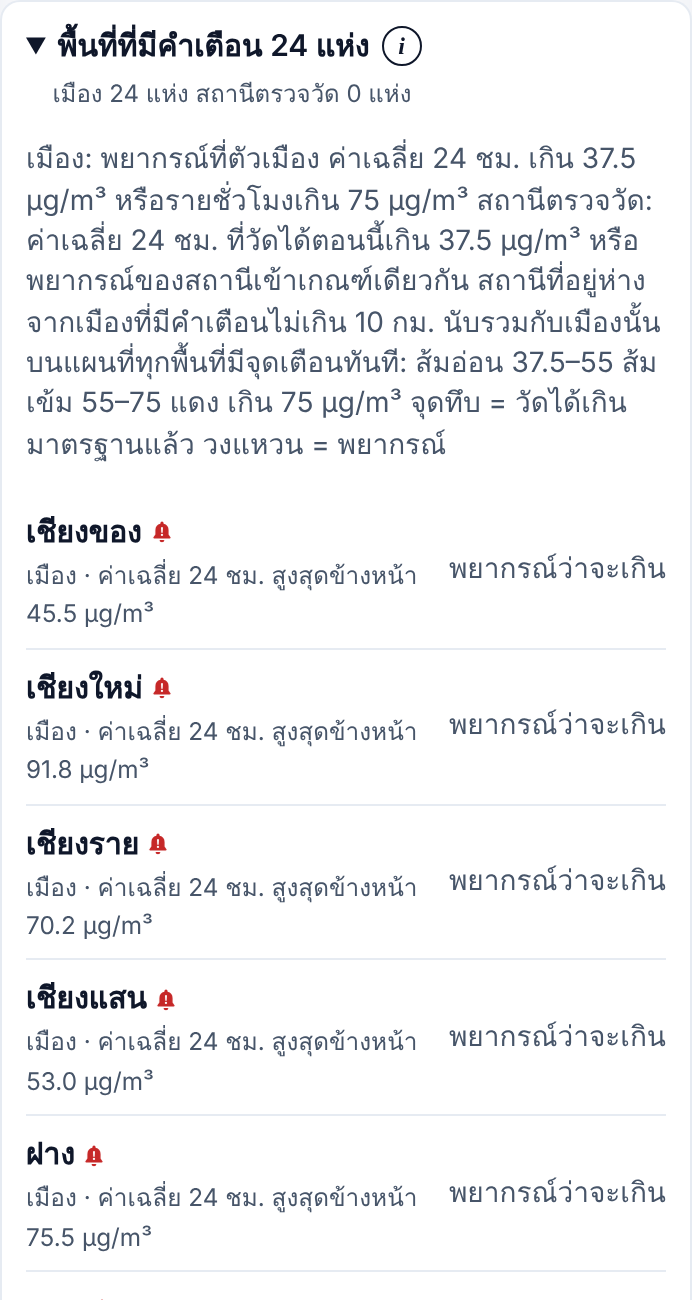 ▼ พื้นที่ที่มีคำเตือน 24 แห่ง i
เมือง 24 แห่ง สถานีตรวจวัด 0 แห่ง
เมือง: พยากรณ์ที่ตัวเมือง ค่าเฉลี่ย 24 ชม. เกิน 37.5
µg/m³ หรือรายชั่วโมงเกิน 75 µg/m³ สถานีตรวจวัด:
ค่าเฉลี่ย 24 ชม. ที่วัดได้ตอนนี้เกิน 37.5 µg/m³ หรือ
พยากรณ์ของสถานีเข้าเกณฑ์เดียวกัน สถานีที่อยู่ห่าง
จากเมืองที่มีคำเตือนไม่เกิน 10 กม. นับรวมกับเมืองนั้น
บนแผนที่ทุกพื้นที่มีจุดเตือนทันที: ส้มอ่อน 37.5–55 ส้ม
เข้ม 55–75 แดง เกิน 75 µg/m³ จุดทึบ = วัดได้เกิน
มาตรฐานแล้ว วงแหวน = พยากรณ์
เชียงของ
เมือง · ค่าเฉลี่ย 24 ชม. สูงสุดข้างหน้า
45.5 µg/m³
พยากรณ์ว่าจะเกิน
เชียงใหม่
เมือง · ค่าเฉลี่ย 24 ชม. สูงสุดข้างหน้า
91.8 µg/m³
พยากรณ์ว่าจะเกิน
เชียงราย
เมือง · ค่าเฉลี่ย 24 ชม. สูงสุดข้างหน้า
70.2 µg/m³
พยากรณ์ว่าจะเกิน
เชียงแสน
เมือง · ค่าเฉลี่ย 24 ชม. สูงสุดข้างหน้า
53.0 µg/m³
พยากรณ์ว่าจะเกิน
ฝาง
เมือง · ค่าเฉลี่ย 24 ชม. สูงสุดข้างหน้า
75.5 µg/m³
พยากรณ์ว่าจะเกิน